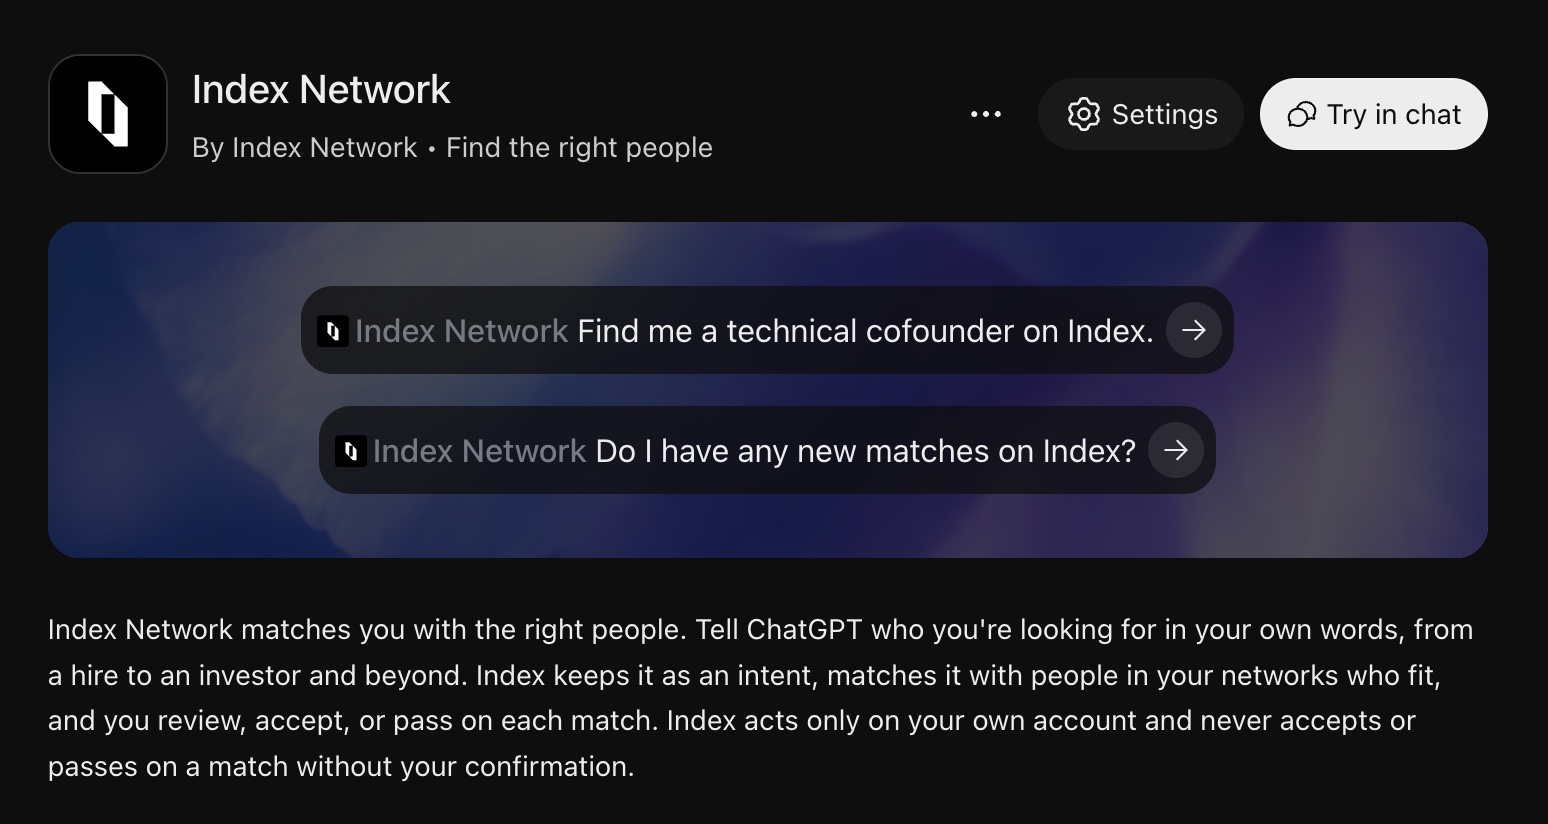 Index Network
By Index Network • Find the right people
Settings
Try in chat
Index Network Find me a technical cofounder on Index.
Index Network Do I have any new matches on Index?
Index Network matches you with the right people. Tell ChatGPT who you're looking for in your own words, from
a hire to an investor and beyond. Index keeps it as an intent, matches it with people in your networks who fit,
and you review, accept, or pass on each match. Index acts only on your own account and never accepts or
passes on a match without your confirmation.